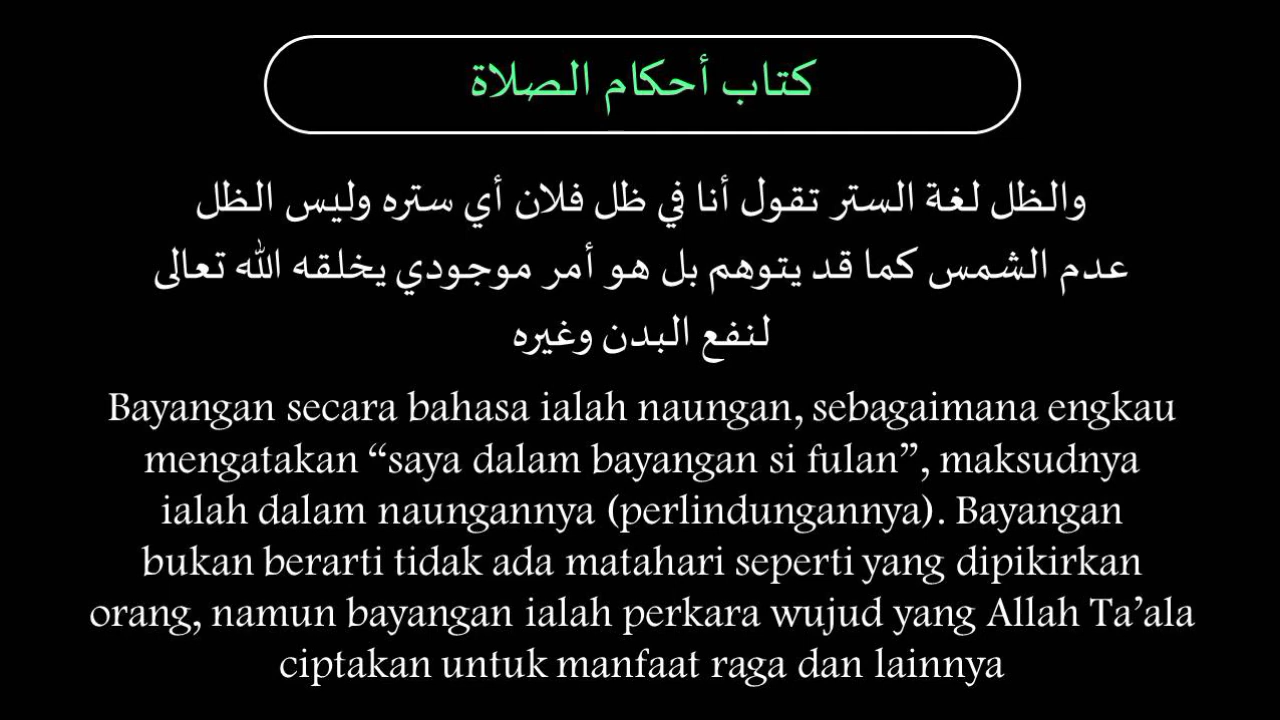 كتاب أحكام الصلاة
والظل لغة الستر تقول أنا في ظل فلان أي ستره وليس الظل
عدم الشمس كما قد يتوهم بل هو أمر موجودي يخلقه الله تعالى
لنفع البدن وغيره
Bayangan secara bahasa ialah naungan, sebagaimana engkau
mengatakan “saya dalam bayangan si fulan”, maksudnya
ialah dalam naungannya (perlindungannya). Bayangan
bukan berarti tidak ada matahari seperti yang dipikirkan
orang, namun bayangan ialah perkara wujud yang Allah Ta’ala
ciptakan untuk manfaat raga dan lainnya